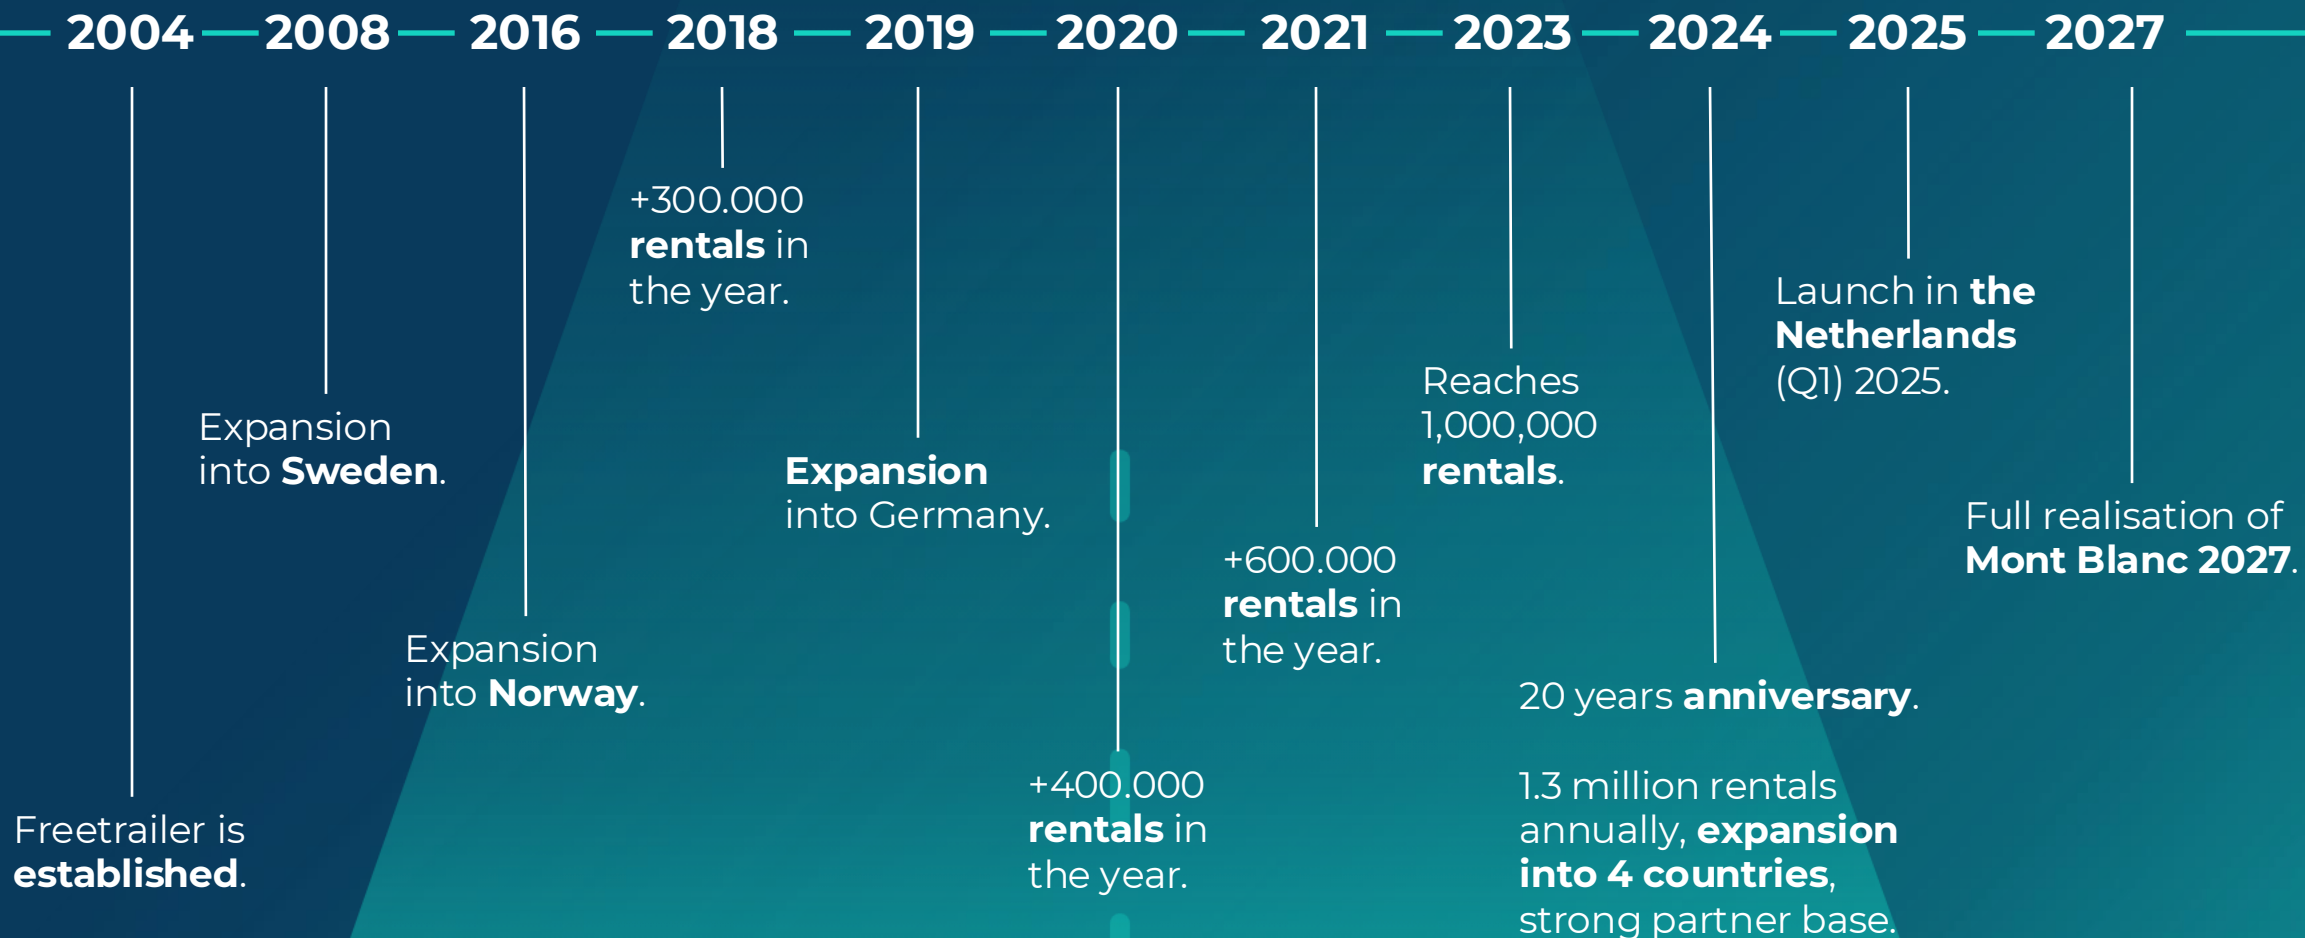 2004 2008 2016 2018 2019 2020 2021 2023 2024 2025 2027
Freetrailer is
established.
Expansion
into Sweden.
Expansion
into Norway.
+300.000
rentals in
the year.
Expansion
into Germany.
+400.000
rentals in
the year.
+600.000
rentals in
the year.
Reaches
1,000,000
rentals.
20 years anniversary.
1.3 million rentals
annually, expansion
into 4 countries,
strong partner base.
Launch in the
Netherlands
(Q1) 2025.
Full realisation of
Mont Blanc 2027.